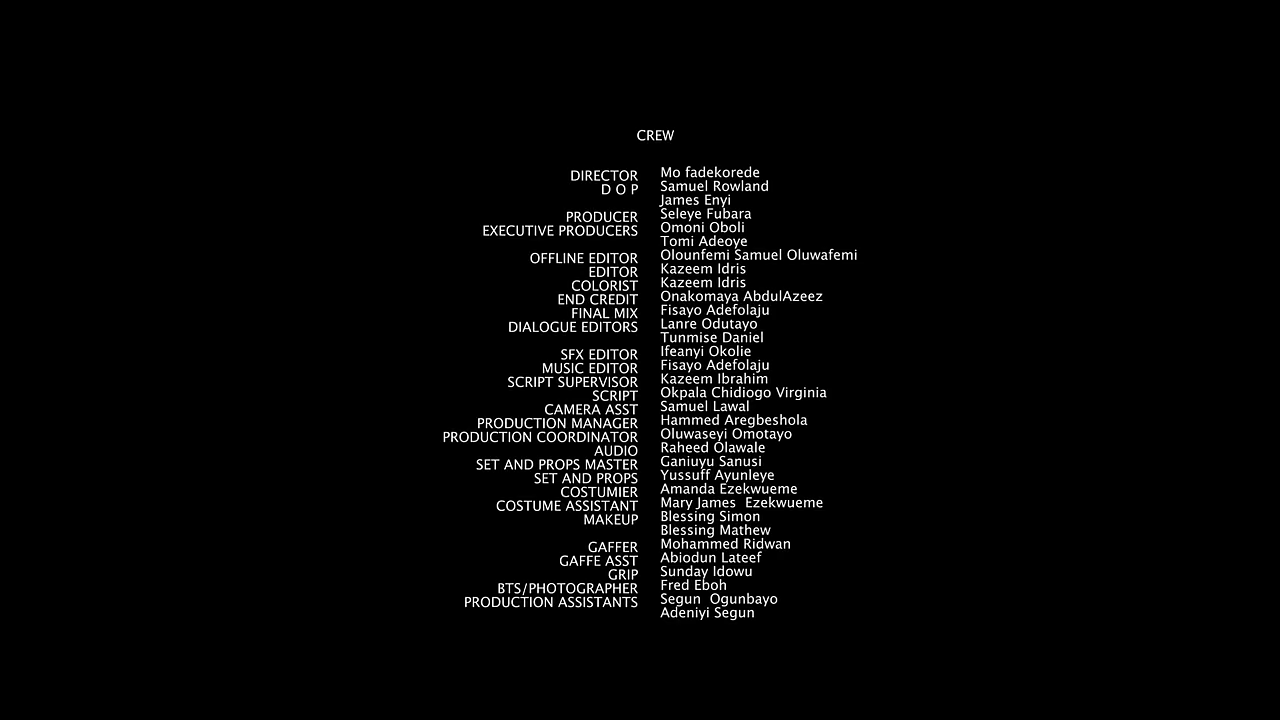 CREW
DIRECTOR Mo fadekorede
D O P Samuel Rowland
James Enyi
PRODUCER Seleye Fubara
EXECUTIVE PRODUCERS Omoni Oboli
Tomi Adeoye
OFFLINE EDITOR Olounfemi Samuel Oluwafemi
EDITOR Kazeem Idris
COLORIST Kazeem Idris
END CREDIT Onakomaya AbdulAzeez
FINAL MIX Fisayo Adefolaju
DIALOGUE EDITORS Lanre Odutayo
Tunmise Daniel
SFX EDITOR Ifeanyi Okolie
MUSIC EDITOR Fisayo Adefolaju
SCRIPT SUPERVISOR Kazeem Ibrahim
SCRIPT Okpala Chidiogo Virginia
CAMERA ASST Samuel Lawal
PRODUCTION MANAGER Hammed Aregbeshola
PRODUCTION COORDINATOR Oluwaseyi Omotayo
AUDIO Raheed Olawale
SET AND PROPS MASTER Ganiuyu Sanusi
SET AND PROPS Yussuff Ayunleye
COSTUMIER Amanda Ezekwueme
COSTUME ASSISTANT Mary James  Ezekwueme
MAKEUP Blessing Simon
Blessing Mathew
GAFFER Mohammed Ridwan
GAFFE ASST Abiodun Lateef
GRIP Sunday Idowu
BTS/PHOTOGRAPHER Fred Eboh
PRODUCTION ASSISTANTS Segun  Ogunbayo
Adeniyi Segun